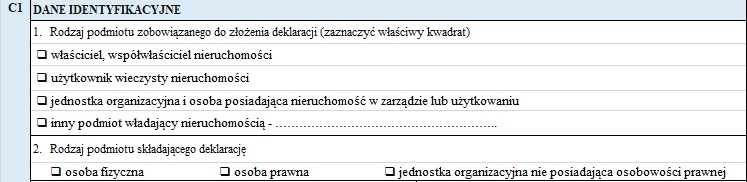 C1 DANE IDENTYFIKACYJNE
1. Rodzaj podmiotu zobowiązanego do złożenia deklaracji (zaznaczyć właściwy kwadrat)
❑ właściciel, współwłaściciel nieruchomości
❑ użytkownik wieczysty nieruchomości
❑ jednostka organizacyjna i osoba posiadająca nieruchomość w zarządzie lub użytkowaniu
❑ inny podmiot władający nieruchomością - ……………………………………………..
2. Rodzaj podmiotu składającego deklarację
❑ osoba fizyczna ❑ osoba prawna ❑ jednostka organizacyjna nie posiadająca osobowości prawnej